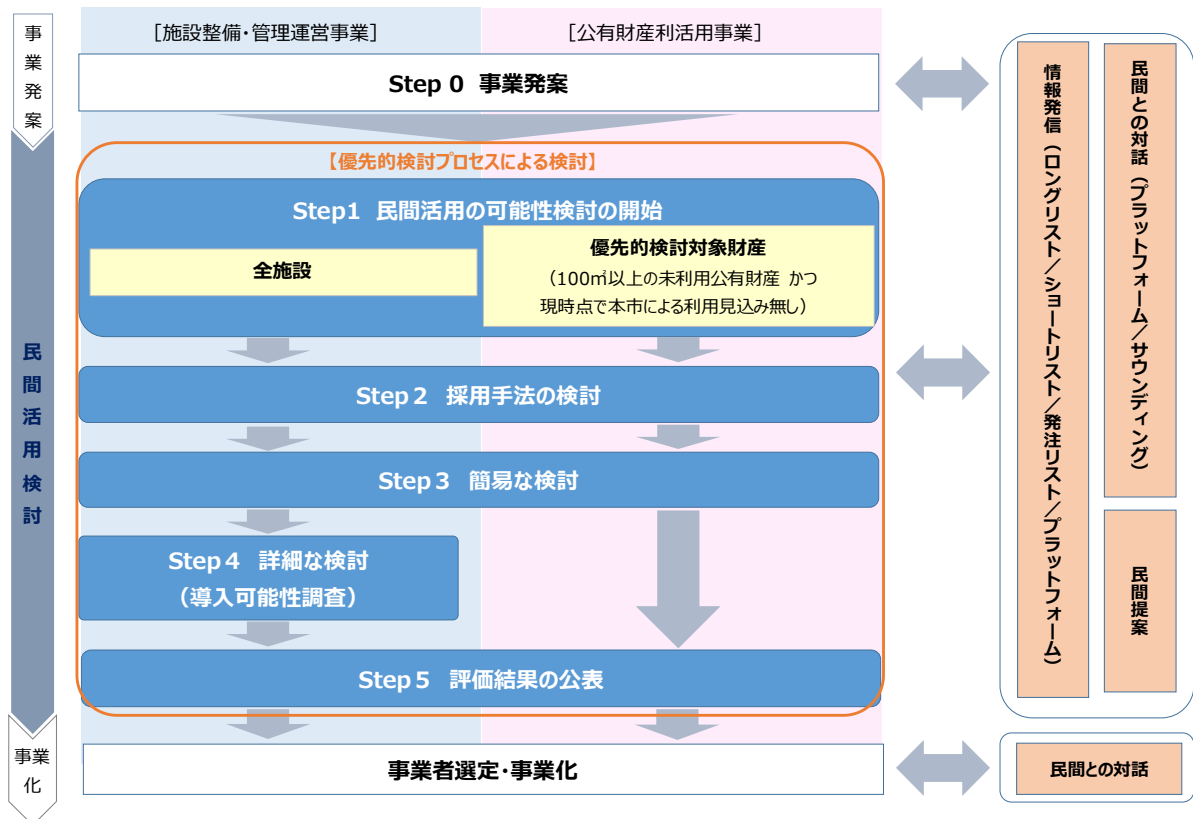 事業発案
[施設整備・管理運営事業]
[公有財産利活用事業]
Step 0 事業発案
【優先的検討プロセスによる検討】
民間活用検討
Step1 民間活用の可能性検討の開始
全施設
優先的検討対象財産
（100㎡以上の未利用公有財産 かつ
現時点で本市による利用見込み無し）
Step２ 採用手法の検討
Step３ 簡易な検討
Step４ 詳細な検討
（導入可能性調査）
Step５ 評価結果の公表
事業
化
事業者選定・事業化
情報発信（ロングリスト／ショートリスト／発注リスト／プラットフォーム）
民間との対話（プラットフォーム／サウンディング）
民間提案
民間との対話